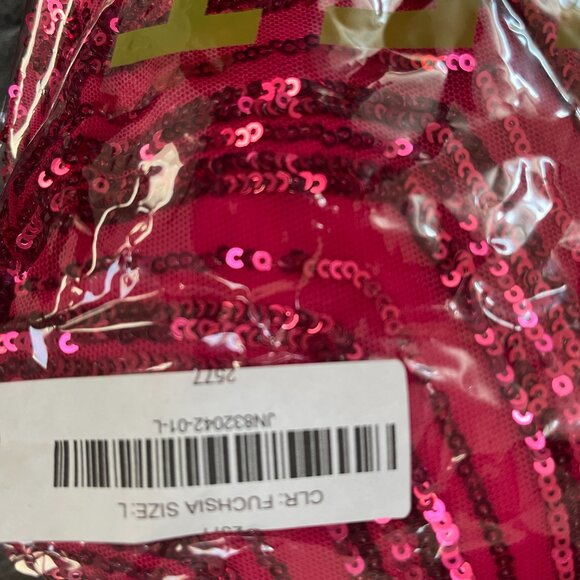 CLR: FUCHSIA SIZE: L
JN832042-01-L
2577